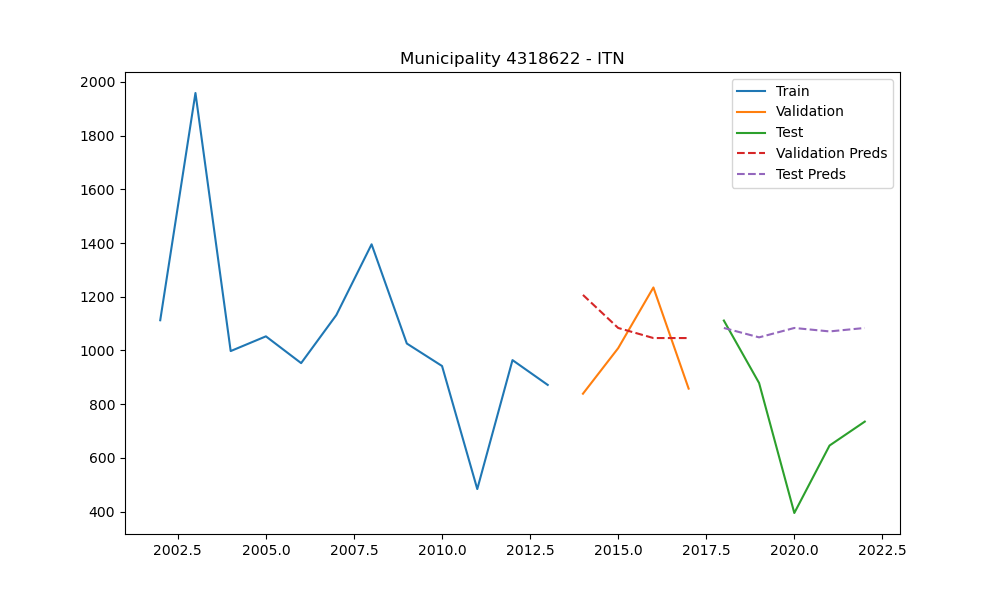 Municipality 4318622 - ITN
2000
1800
1600
1400
1200
1000
800
600
400
Train
Validation
Test
Validation Preds
Test Preds
2002.5 2005.0 2007.5 2010.0 2012.5 2015.0 2017.5 2020.0 2022.5